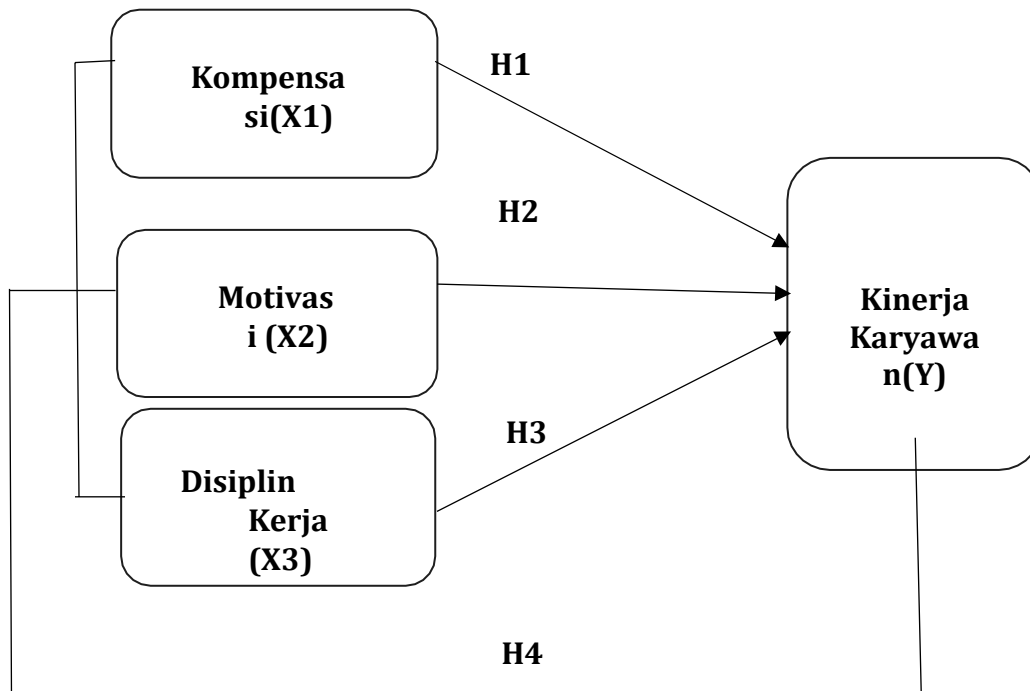 Kompensa
si(X1)
H1
H2
Motivas
i (X2)
Kinerja
Karyawa
n(Y)
H3
Disiplin
Kerja
(X3)
H4